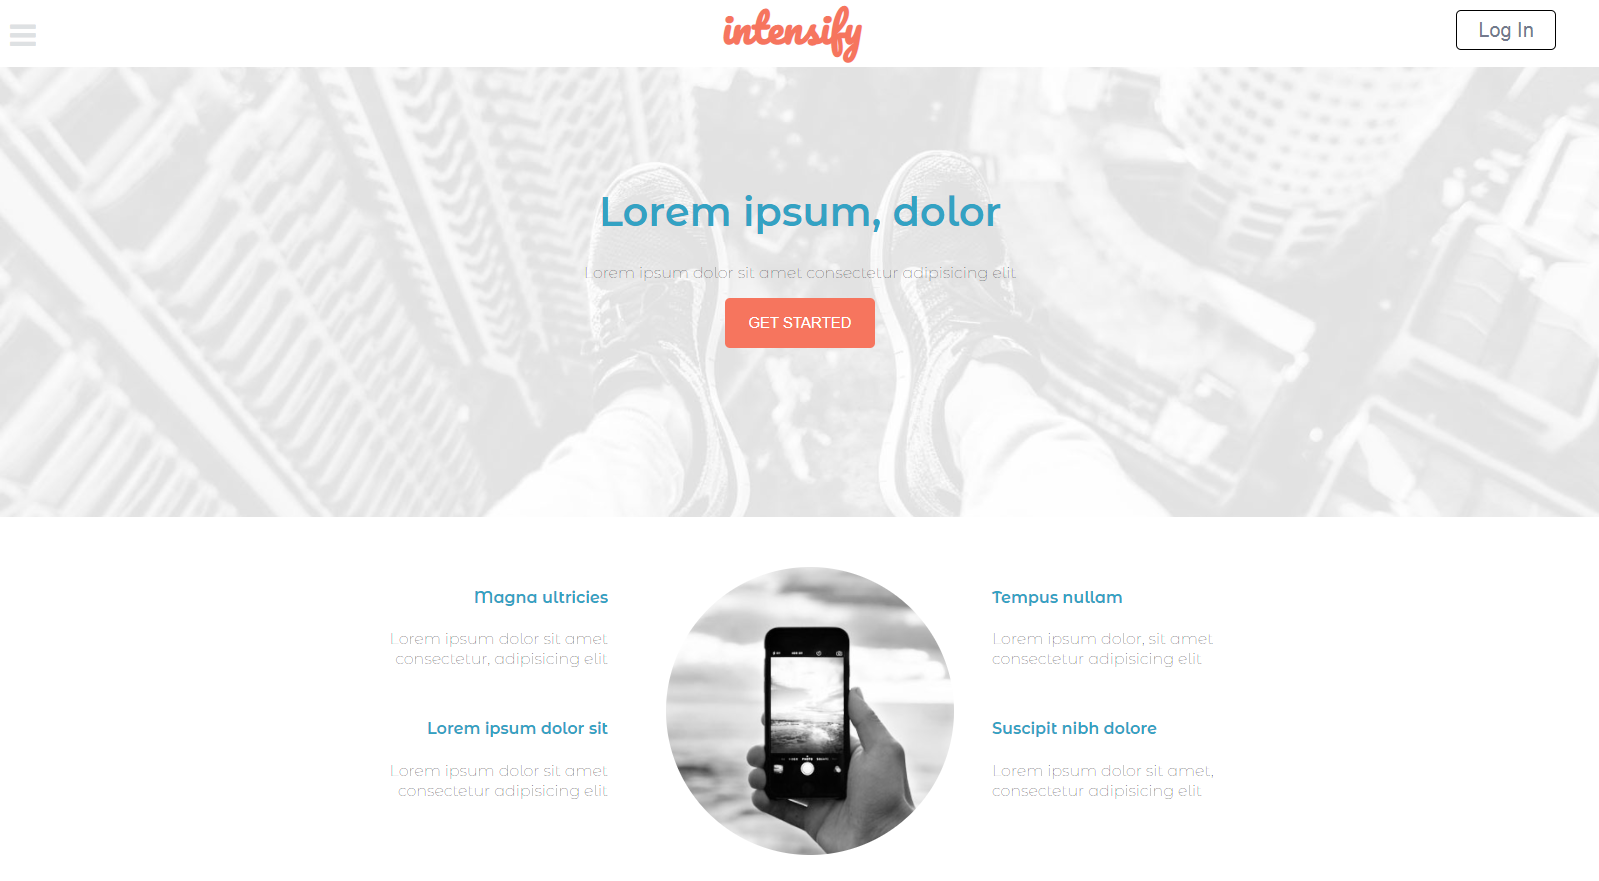 intensify
Log In
Lorem ipsum, dolor
Lorem ipsum dolor sit amet consectetur adipisicing elit
GET STARTED
Magna ultricies
Lorem ipsum dolor sit amet
consectetur, adipisicing elit
Lorem ipsum dolor sit
Lorem ipsum dolor sit amet
consectetur adipisicing elit
Tempus nullam
Lorem ipsum dolor, sit amet
consectetur adipisicing elit
Suscipit nibh dolore
Lorem ipsum dolor sit amet,
consectetur adipisicing elit